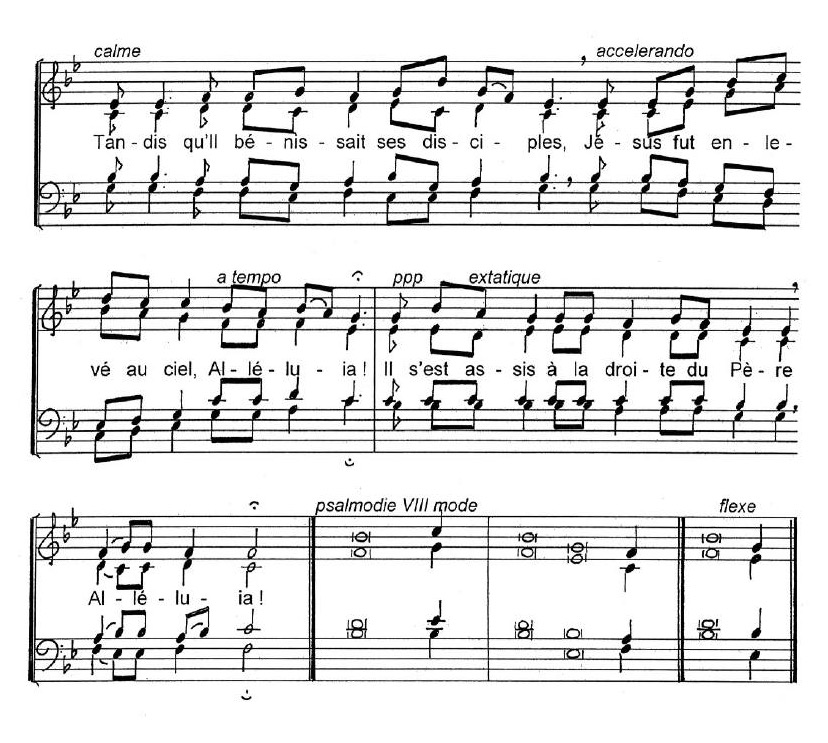 calme accelerando
Tan - dis qu'Il bé - nis - sait ses dis - ci - ples, Jé - sus fut en - le -
a tempo ppp extatique
vé au ciel, Al - lé - lu - ia ! Il s'est as - sis à la droi - te du Pè - re
psalmodie VIII mode flexe
Al - lé - lu - ia !